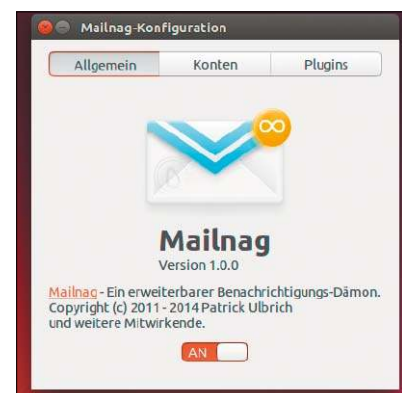 Mailnag-Konfiguration
Allgemein Konten Plugins
Mailnag
Version 1.0.0
Mailnag - Ein erweiterbarer Benachrichtigungs-Dämon.
Copyright (c) 2011 - 2014 Patrick Ulbrich
und weitere Mitwirkende.
AN